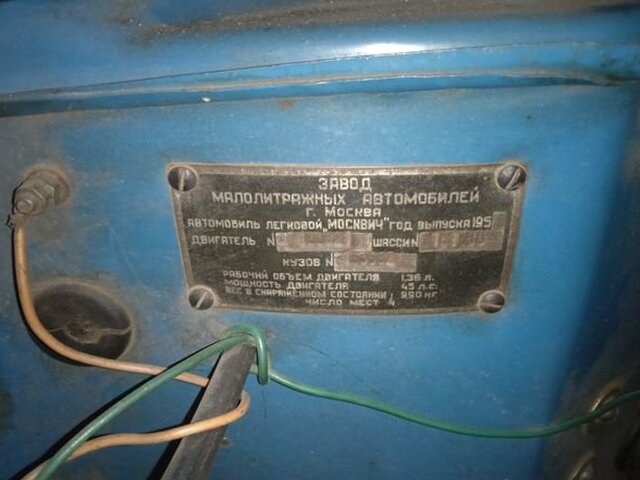 ЗАВОД
МАЛОЛИТРАЖНЫХ АВТОМОБИЛЕЙ
Г. МОСКВА
АВТОМОБИЛЬ ЛЕГКОВОЙ „МОСКВИЧ" ГОД ВЫПУСКА 195
ДВИГАТЕЛЬ № ШАССИ №
КУЗОВ №
РАБОЧИЙ ОБЪЕМ ДВИГАТЕЛЯ 1,36 Л.
МОЩНОСТЬ ДВИГАТЕЛЯ 45 Л.С.
ВЕС В СНАРЯЖЕННОМ СОСТОЯНИИ 990 КГ
ЧИСЛО МЕСТ 4